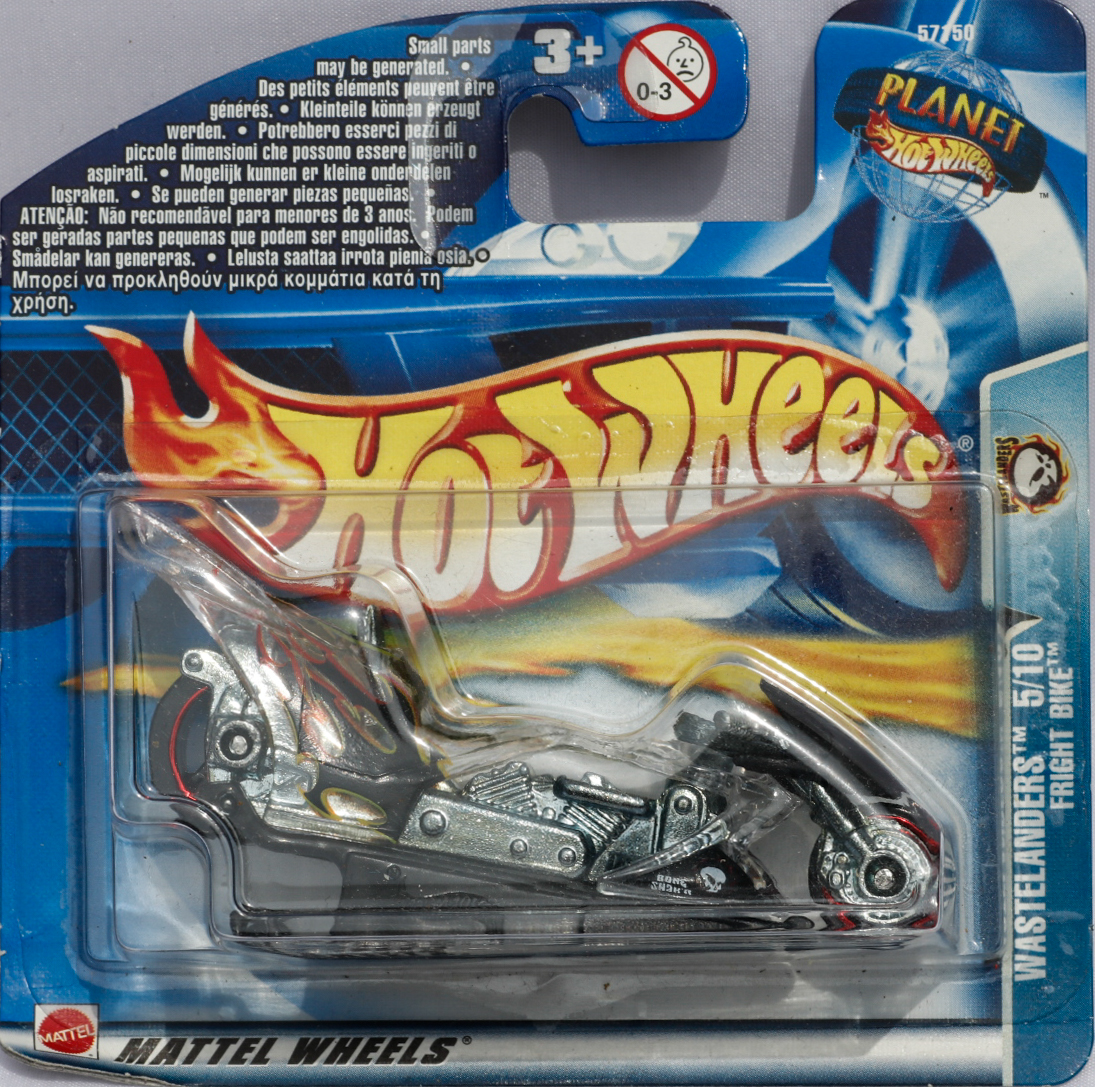 Small parts
may be generated. •
Des petits éléments peuvent être
générés. • Kleinteile können erzeugt
werden. • Potrebbero esserci pezzi di
piccole dimensioni che possono essere ingeriti o
aspirati. • Mogelijk kunnen er kleine onderdelen
losraken. • Se pueden generar piezas pequeñas. •
ATENÇÃO: Não recomendável para menores de 3 anos. Podem
ser geradas partes pequenas que podem ser engolidas. •
Smådelar kan genereras. • Lelusta saattaa irrota pieniä osia. •
Μπορεί να προκληθούν μικρά κομμάτια κατά τη
χρήση.
3+
0-3
57150
PLANET
HOT WHEELS
™
HOT WHEELS®
WASTELANDERS
WASTELANDERS™ 5/10
FRIGHT BIKE™
BONE
MATTEL
MATTEL WHEELS®